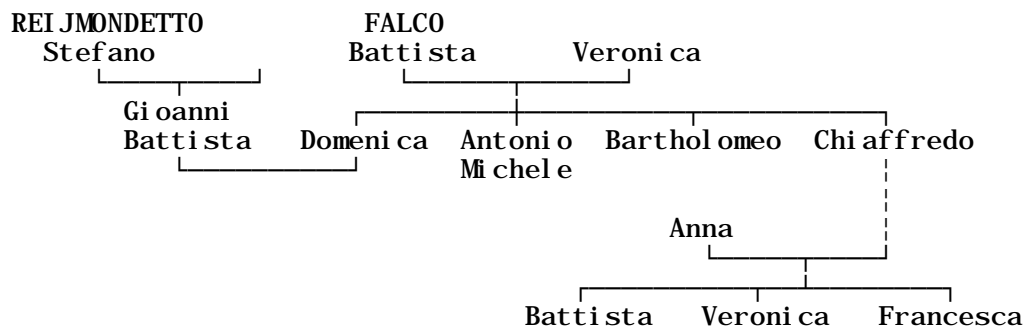 REIJMONDETTO FALCO
Stefano Battista Veronica
Gioanni
Battista Domenica Antonio Bartholomeo Chiaffredo
Michele
Anna
Battista Veronica Francesca